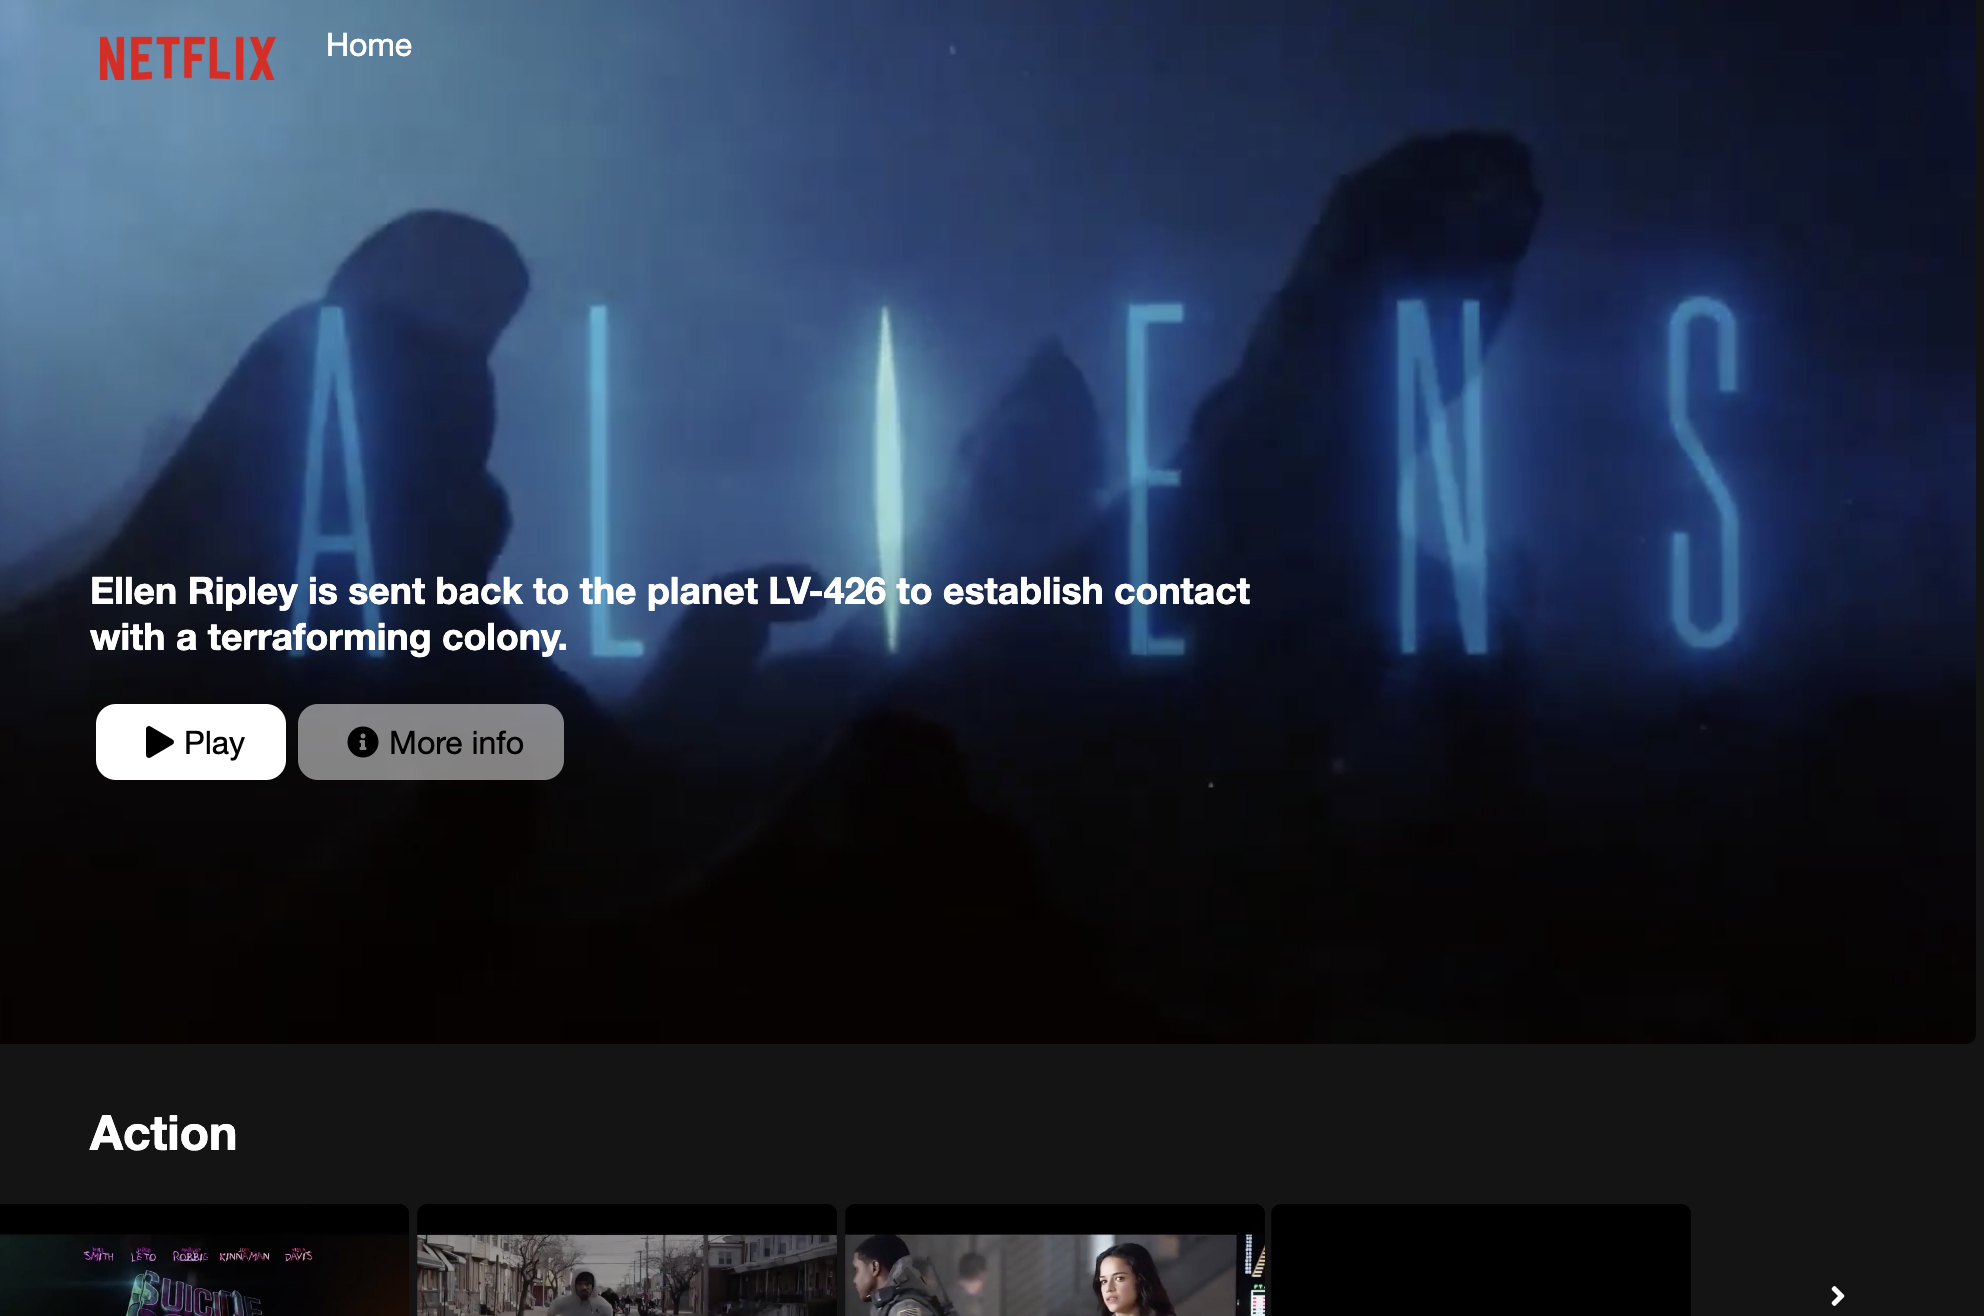 NETFLIX
Home
ALIENS
Ellen Ripley is sent back to the planet LV-426 to establish contact
with a terraforming colony.
Play
More info
Action
SMITH LETO ROBBIE KINNAMAN DAVIS
SUICIDE